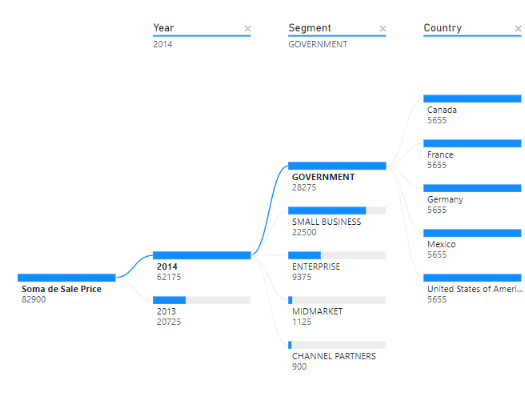 Year ×
2014
Segment ×
GOVERNMENT
Country ×
Soma de Sale Price
82900
2014
62175
2013
20725
GOVERNMENT
28275
SMALL BUSINESS
22500
ENTERPRISE
9375
MIDMARKET
1125
CHANNEL PARTNERS
900
Canada
5655
France
5655
Germany
5655
Mexico
5655
United States of Ameri...
5655